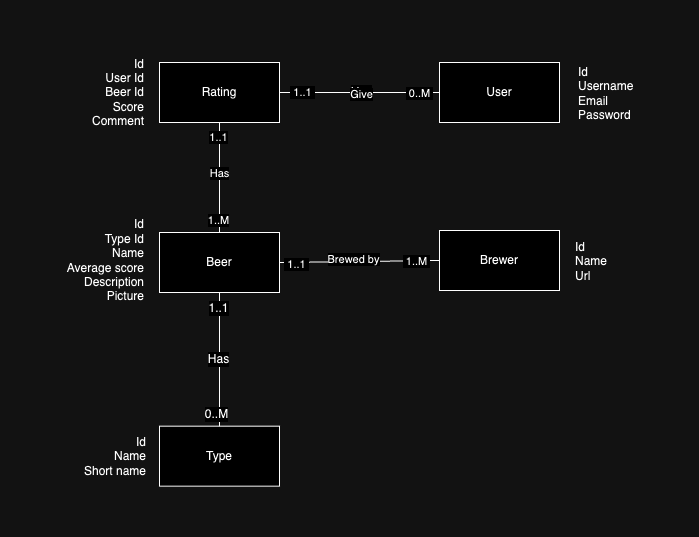 Id
User Id
Beer Id
Score
Comment
Rating
1..1
Give
0..M
User
Id
Username
Email
Password
1..1
Has
1..M
Id
Type Id
Name
Average score
Description
Picture
Beer
1..1
Brewed by
1..M
Brewer
Id
Name
Url
1..1
Has
0..M
Id
Name
Short name
Type